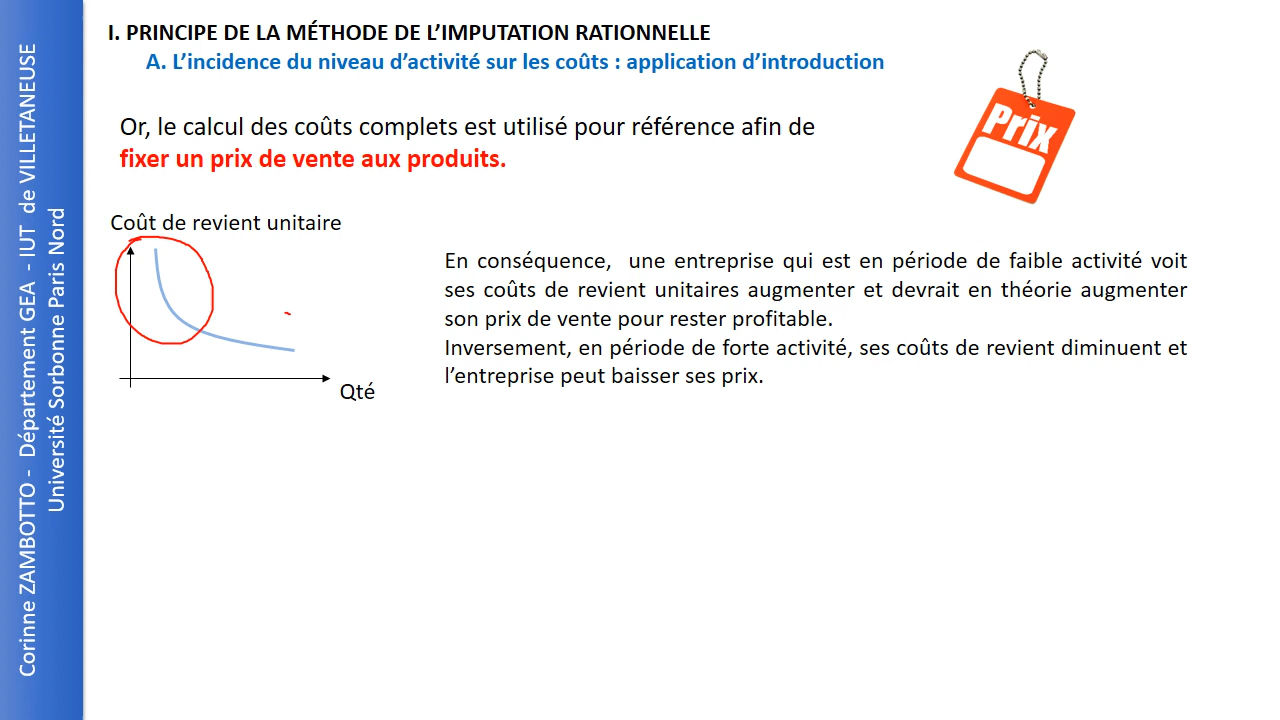 I. PRINCIPE DE LA MÉTHODE DE L’IMPUTATION RATIONNELLE
A. L’incidence du niveau d’activité sur les coûts : application d’introduction
Or, le calcul des coûts complets est utilisé pour référence afin de
fixer un prix de vente aux produits.
Prix
Coût de revient unitaire
Qté
En conséquence, une entreprise qui est en période de faible activité voit
ses coûts de revient unitaires augmenter et devrait en théorie augmenter
son prix de vente pour rester profitable.
Inversement, en période de forte activité, ses coûts de revient diminuent et
l’entreprise peut baisser ses prix.
Corinne ZAMBOTTO - Département GEA - IUT de VILLETANEUSE
Université Sorbonne Paris Nord